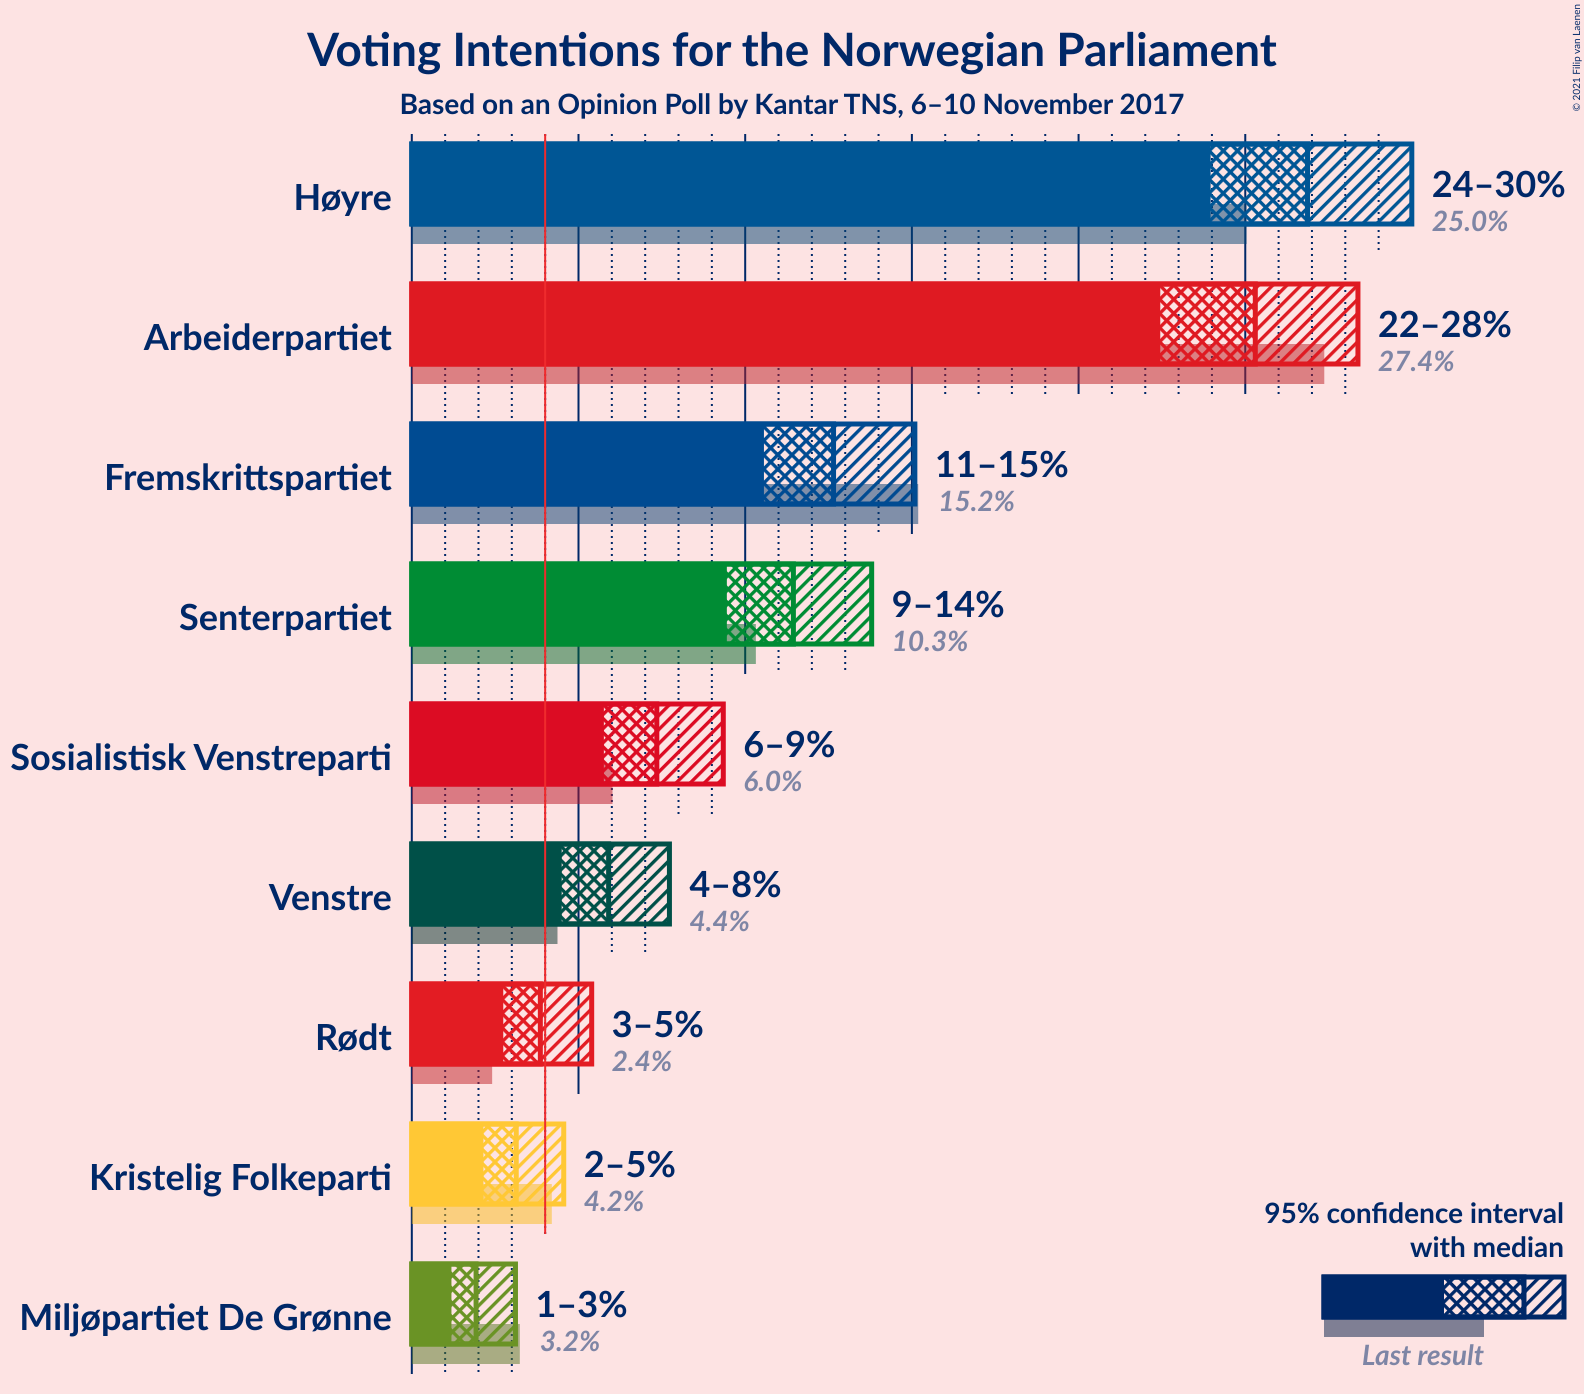 Voting Intentions for the Norwegian Parliament
Based on an Opinion Poll by Kantar TNS, 6–10 November 2017
© 2021 Filip van Laenen
Høyre
24–30%
25.0%
Arbeiderpartiet
22–28%
27.4%
Fremskrittspartiet
11–15%
15.2%
Senterpartiet
9–14%
10.3%
Sosialistisk Venstreparti
6–9%
6.0%
Venstre
4–8%
4.4%
Rødt
3–5%
2.4%
Kristelig Folkeparti
2–5%
4.2%
Miljøpartiet De Grønne
1–3%
3.2%
95% confidence interval
with median
Last result